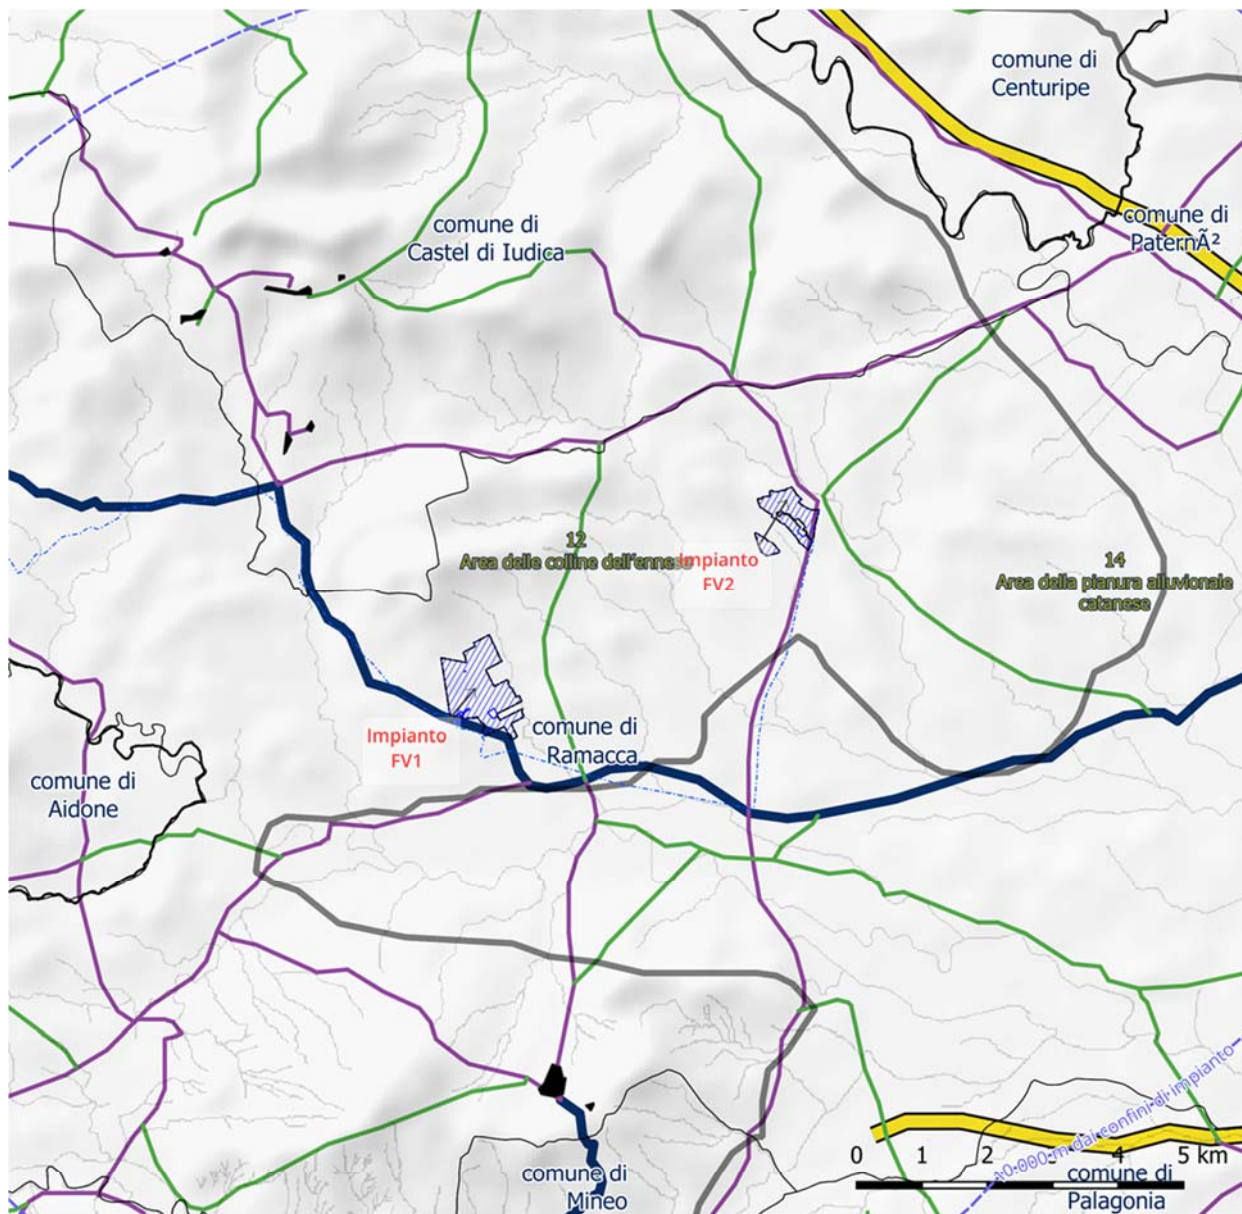 comune di
Centuripe
comune di
PaternÃ²
comune di
Castel di Iudica
12
Area delle colline dell'ennese
Impianto
FV2
14
Area della pianura alluvionale
catanese
Impianto
FV1
comune di
Ramacca
comune di
Aidone
10.000 m dai confini di impianto
0 1 2 3 4 5 km
comune di
Mineo
comune di
Palagonia